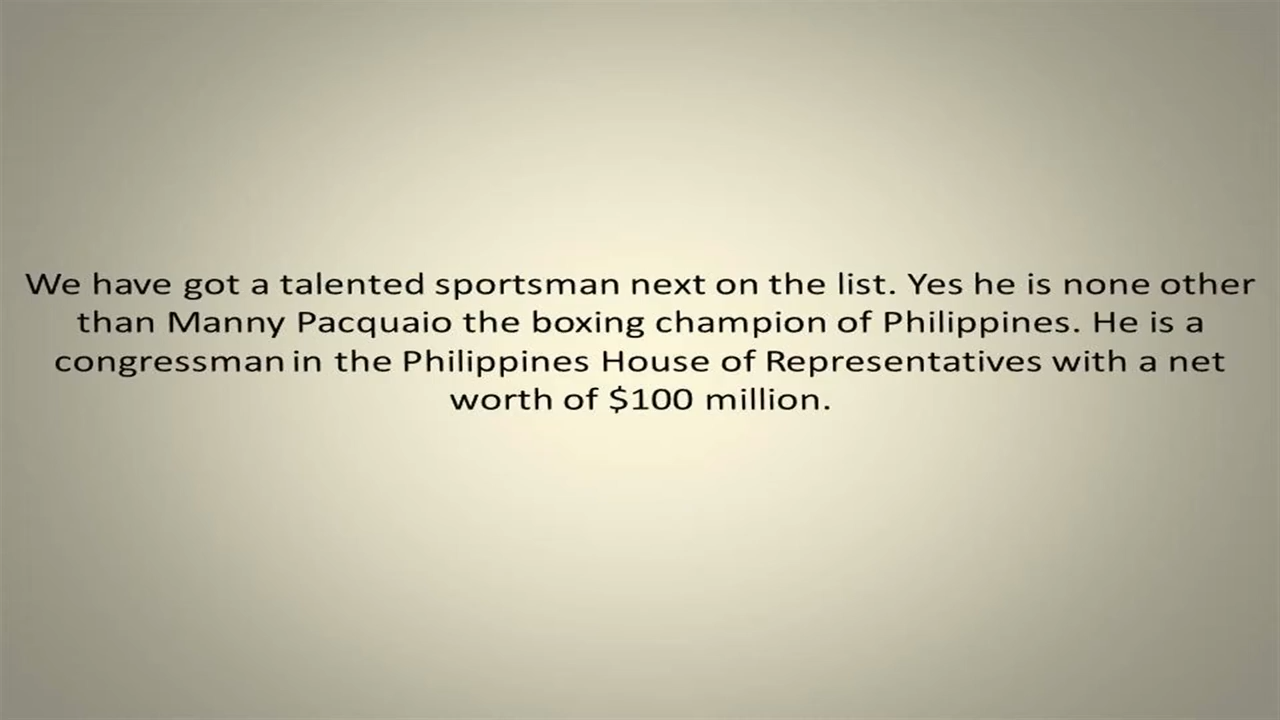 We have got a talented sportsman next on the list. Yes he is none other
than Manny Pacquaio the boxing champion of Philippines. He is a
congressman in the Philippines House of Representatives with a net
worth of $100 million.